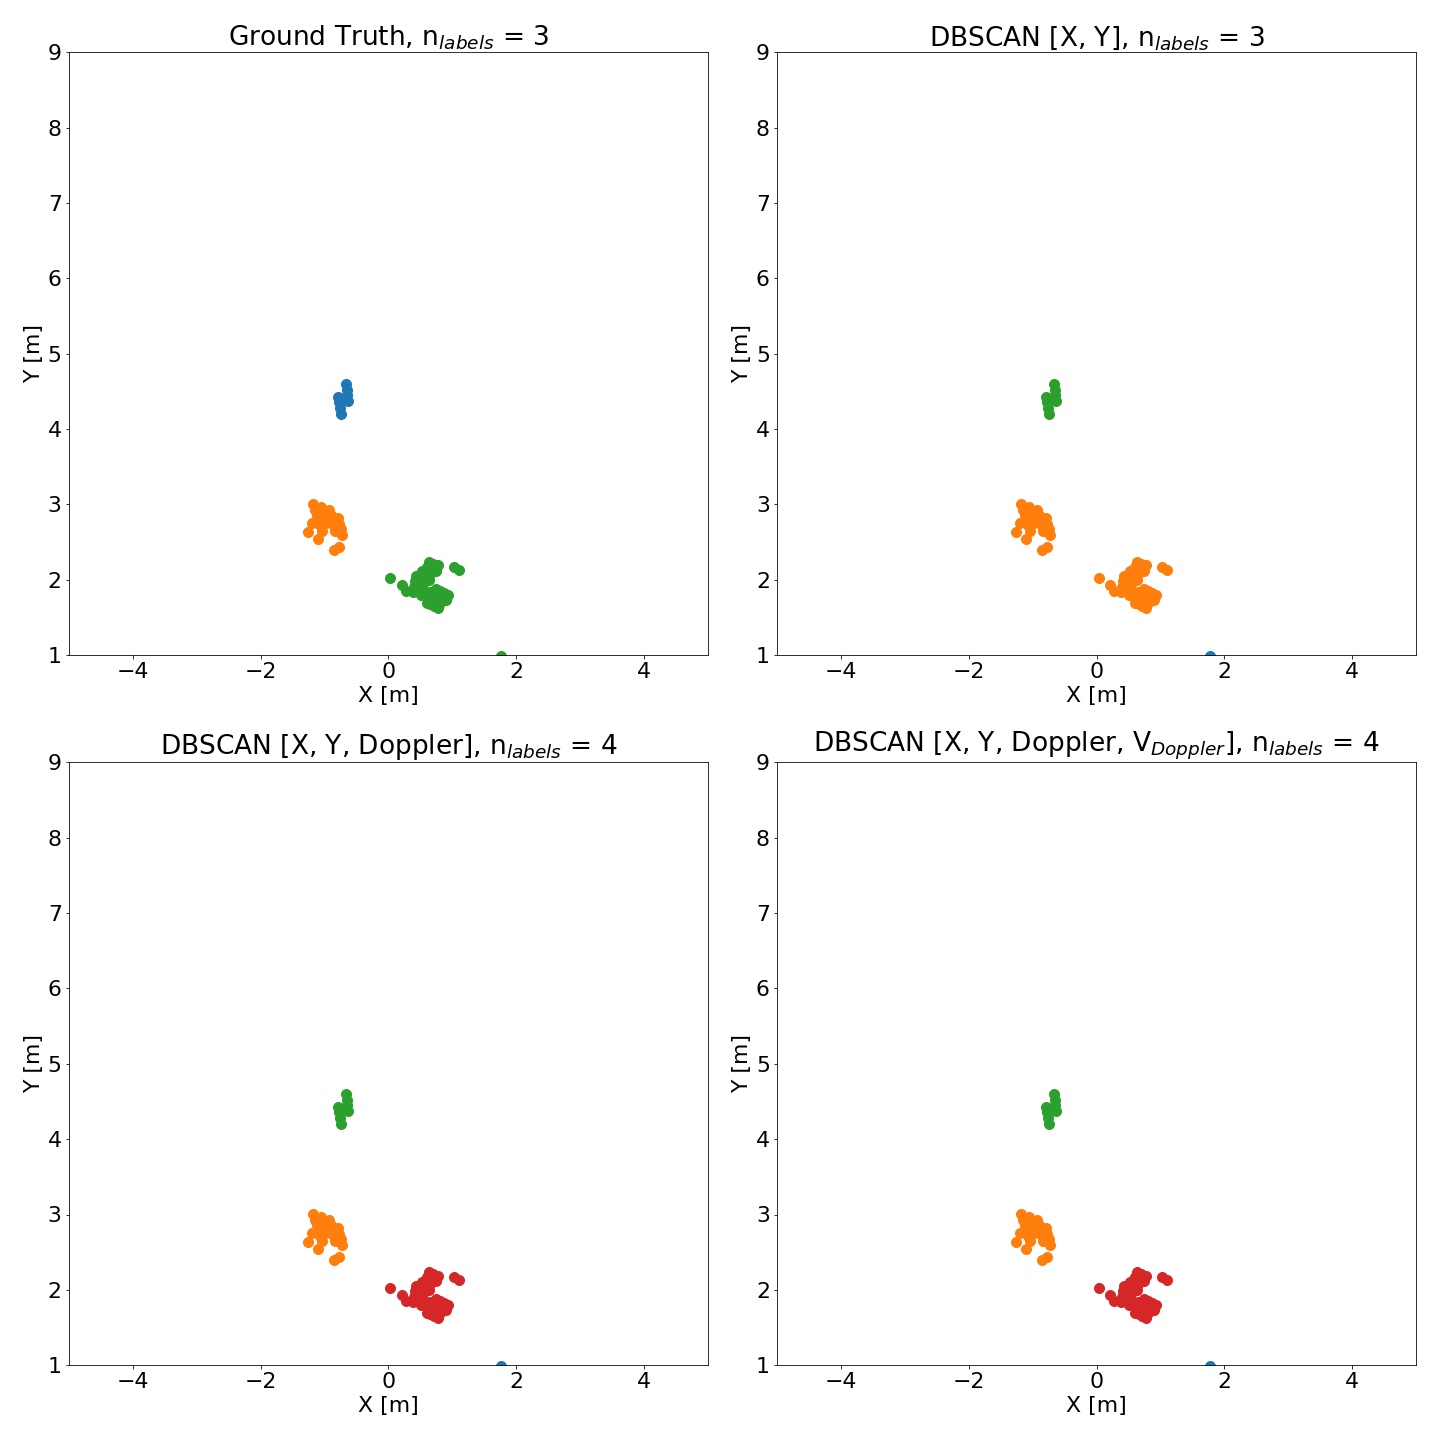 Ground Truth, n_labels = 3
9
8
7
6
5
4
3
2
1
Y [m]
−4 −2 0 2 4
X [m]
DBSCAN [X, Y], n_labels = 3
9
8
7
6
5
4
3
2
1
Y [m]
−4 −2 0 2 4
X [m]
DBSCAN [X, Y, Doppler], n_labels = 4
9
8
7
6
5
4
3
2
1
Y [m]
−4 −2 0 2 4
X [m]
DBSCAN [X, Y, Doppler, V_Doppler], n_labels = 4
9
8
7
6
5
4
3
2
1
Y [m]
−4 −2 0 2 4
X [m]